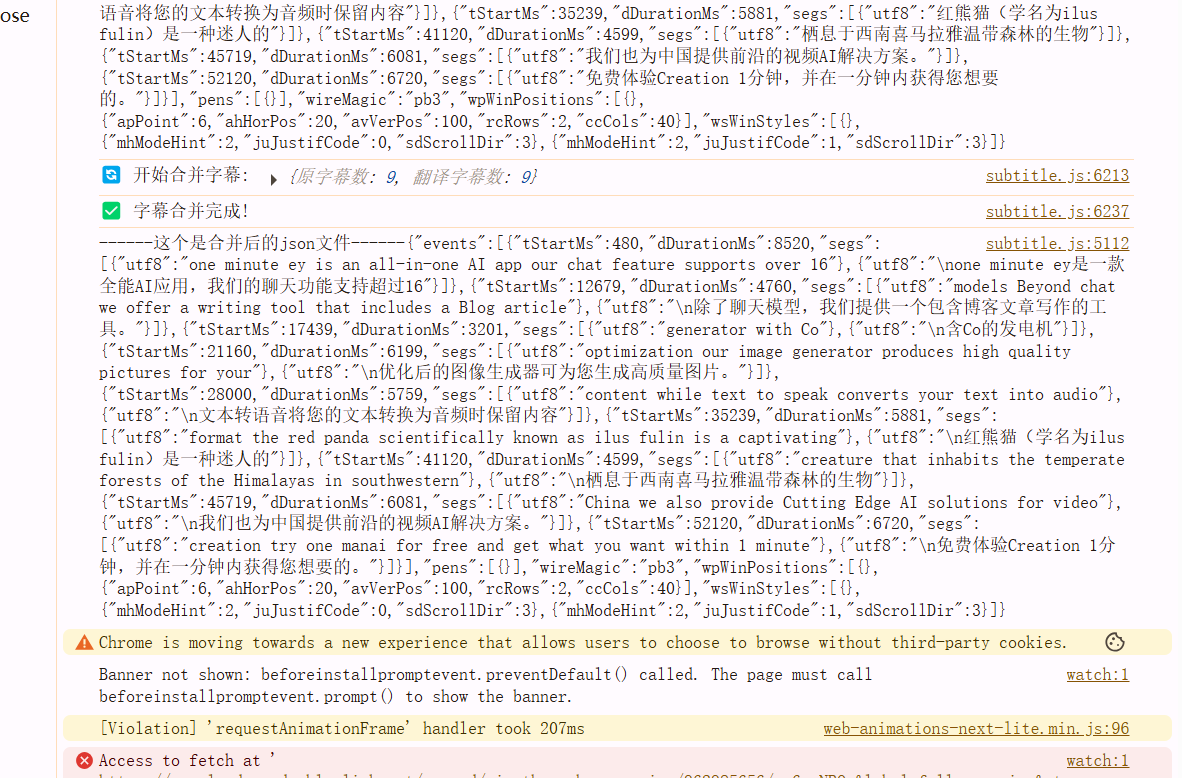 ose
语音将您的文本转换为音频时保留内容"}]},{"tStartMs":35239,"dDurationMs":5881,"segs":[{"utf8":"红熊猫（学名为ilus
fulin）是一种迷人的"}]},{"tStartMs":41120,"dDurationMs":4599,"segs":[{"utf8":"栖息于西南喜马拉雅温带森林的生物"}]},
{"tStartMs":45719,"dDurationMs":6081,"segs":[{"utf8":"我们也为中国提供前沿的视频AI解决方案。"}]},
{"tStartMs":52120,"dDurationMs":6720,"segs":[{"utf8":"免费体验Creation 1分钟，并在一分钟内获得您想要
的。"}]}],"pens":[{}],"wireMagic":"pb3","wpWinPositions":[{},
{"apPoint":6,"ahHorPos":20,"avVerPos":100,"rcRows":2,"ccCols":40}],"wsWinStyles":[{},
{"mhModeHint":2,"juJustifCode":0,"sdScrollDir":3},{"mhModeHint":2,"juJustifCode":1,"sdScrollDir":3}]}
开始合并字幕: {原字幕数: 9, 翻译字幕数: 9} subtitle.js:6213
字幕合并完成! subtitle.js:6237
------这个是合并后的json文件------{"events":[{"tStartMs":480,"dDurationMs":8520,"segs": subtitle.js:5112
[{"utf8":"one minute ey is an all-in-one AI app our chat feature supports over 16"},{"utf8":"\none minute ey是一款
全能AI应用，我们的聊天功能支持超过16"}]},{"tStartMs":12679,"dDurationMs":4760,"segs":[{"utf8":"models Beyond chat
we offer a writing tool that includes a Blog article"},{"utf8":"\n除了聊天模型，我们提供一个包含博客文章写作的工
具。"}]},{"tStartMs":17439,"dDurationMs":3201,"segs":[{"utf8":"generator with Co"},{"utf8":"\n含Co的发电机"}]},
{"tStartMs":21160,"dDurationMs":6199,"segs":[{"utf8":"optimization our image generator produces high quality
pictures for your"},{"utf8":"\n优化后的图像生成器可为您生成高质量图片。"}]},
{"tStartMs":28000,"dDurationMs":5759,"segs":[{"utf8":"content while text to speak converts your text into audio"},
{"utf8":"\n文本转语音将您的文本转换为音频时保留内容"}]},{"tStartMs":35239,"dDurationMs":5881,"segs":
[{"utf8":"format the red panda scientifically known as ilus fulin is a captivating"},{"utf8":"\n红熊猫（学名为ilus
fulin）是一种迷人的"}]},{"tStartMs":41120,"dDurationMs":4599,"segs":[{"utf8":"creature that inhabits the temperate
forests of the Himalayas in southwestern"},{"utf8":"\n栖息于西南喜马拉雅温带森林的生物"}]},
{"tStartMs":45719,"dDurationMs":6081,"segs":[{"utf8":"China we also provide Cutting Edge AI solutions for video"},
{"utf8":"\n我们也为中国提供前沿的视频AI解决方案。"}]},{"tStartMs":52120,"dDurationMs":6720,"segs":
[{"utf8":"creation try one manai for free and get what you want within 1 minute"},{"utf8":"\n免费体验Creation 1分
钟，并在一分钟内获得您想要的。"}]}],"pens":[{}],"wireMagic":"pb3","wpWinPositions":[{},
{"apPoint":6,"ahHorPos":20,"avVerPos":100,"rcRows":2,"ccCols":40}],"wsWinStyles":[{},
{"mhModeHint":2,"juJustifCode":0,"sdScrollDir":3},{"mhModeHint":2,"juJustifCode":1,"sdScrollDir":3}]}
Chrome is moving towards a new experience that allows users to choose to browse without third-party cookies.
Banner not shown: beforeinstallpromptevent.preventDefault() called. The page must call watch:1
beforeinstallpromptevent.prompt() to show the banner.
[Violation] 'requestAnimationFrame' handler took 207ms web-animations-next-lite.min.js:96
Access to fetch at ' watch:1